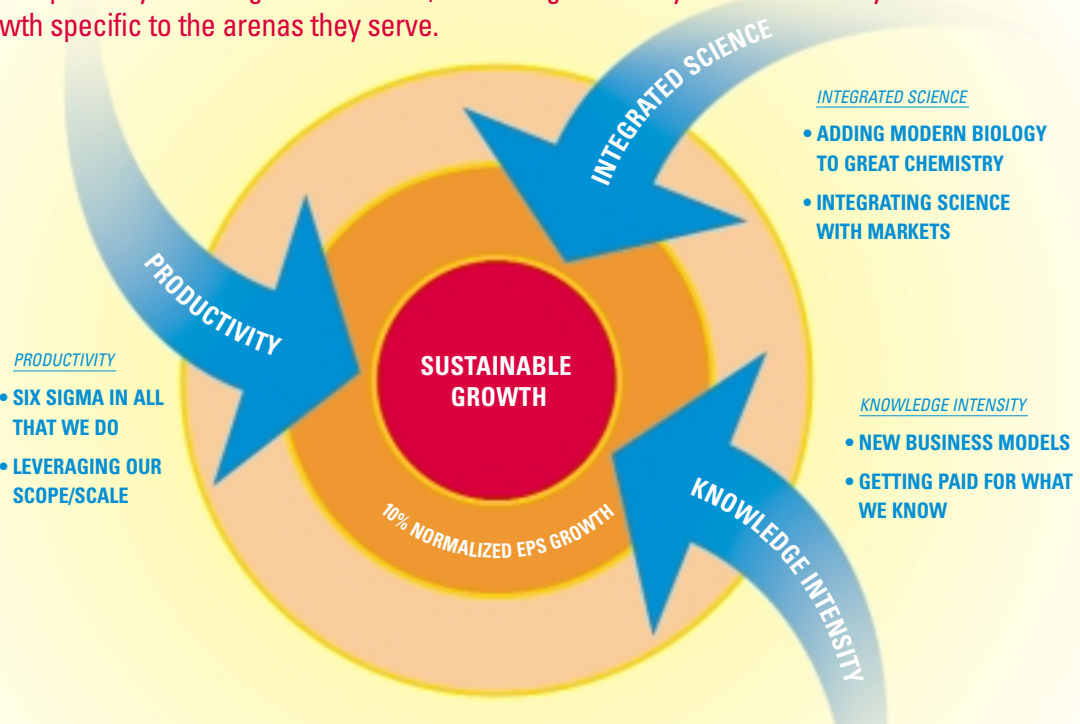 wth specific to the arenas they serve.
INTEGRATED SCIENCE
INTEGRATED SCIENCE
• ADDING MODERN BIOLOGY
TO GREAT CHEMISTRY
• INTEGRATING SCIENCE
WITH MARKETS
PRODUCTIVITY
PRODUCTIVITY
• SIX SIGMA IN ALL
THAT WE DO
• LEVERAGING OUR
SCOPE/SCALE
SUSTAINABLE
GROWTH
10% NORMALIZED EPS GROWTH
KNOWLEDGE INTENSITY
KNOWLEDGE INTENSITY
• NEW BUSINESS MODELS
• GETTING PAID FOR WHAT
WE KNOW